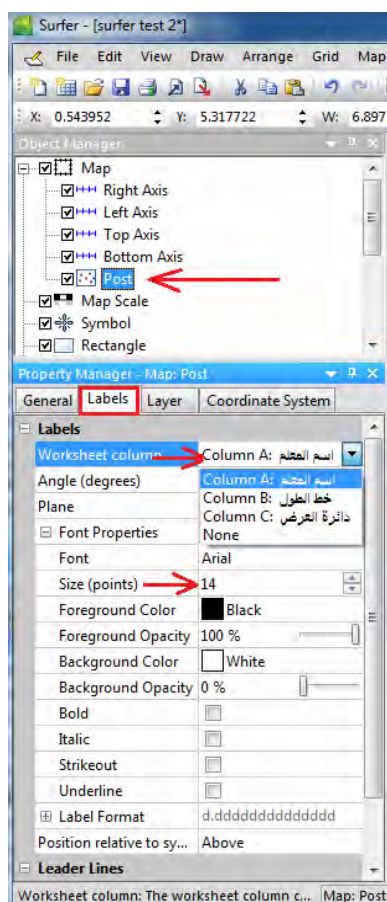 Surfer - [surfer test 2*]
File Edit View Draw Arrange Grid Map
X: 0.543952 Y: 5.317722 W: 6.897
Object Manager
Map
Right Axis
Left Axis
Top Axis
Bottom Axis
Post
Map Scale
Symbol
Rectangle
Property Manager - Map: Post
General Labels Layer Coordinate System
Labels
Worksheet column Column A: اسم المعلم
Angle (degrees) Column A: اسم المعلم
Column B: خط الطول
Plane Column C: دائرة العرض
Font Properties None
Font Arial
Size (points) 14
Foreground Color Black
Foreground Opacity 100 %
Background Color White
Background Opacity 0 %
Bold
Italic
Strikeout
Underline
Label Format d.dddddddddddddd
Position relative to sy... Above
Leader Lines
Worksheet column: The worksheet column c... Map: Post